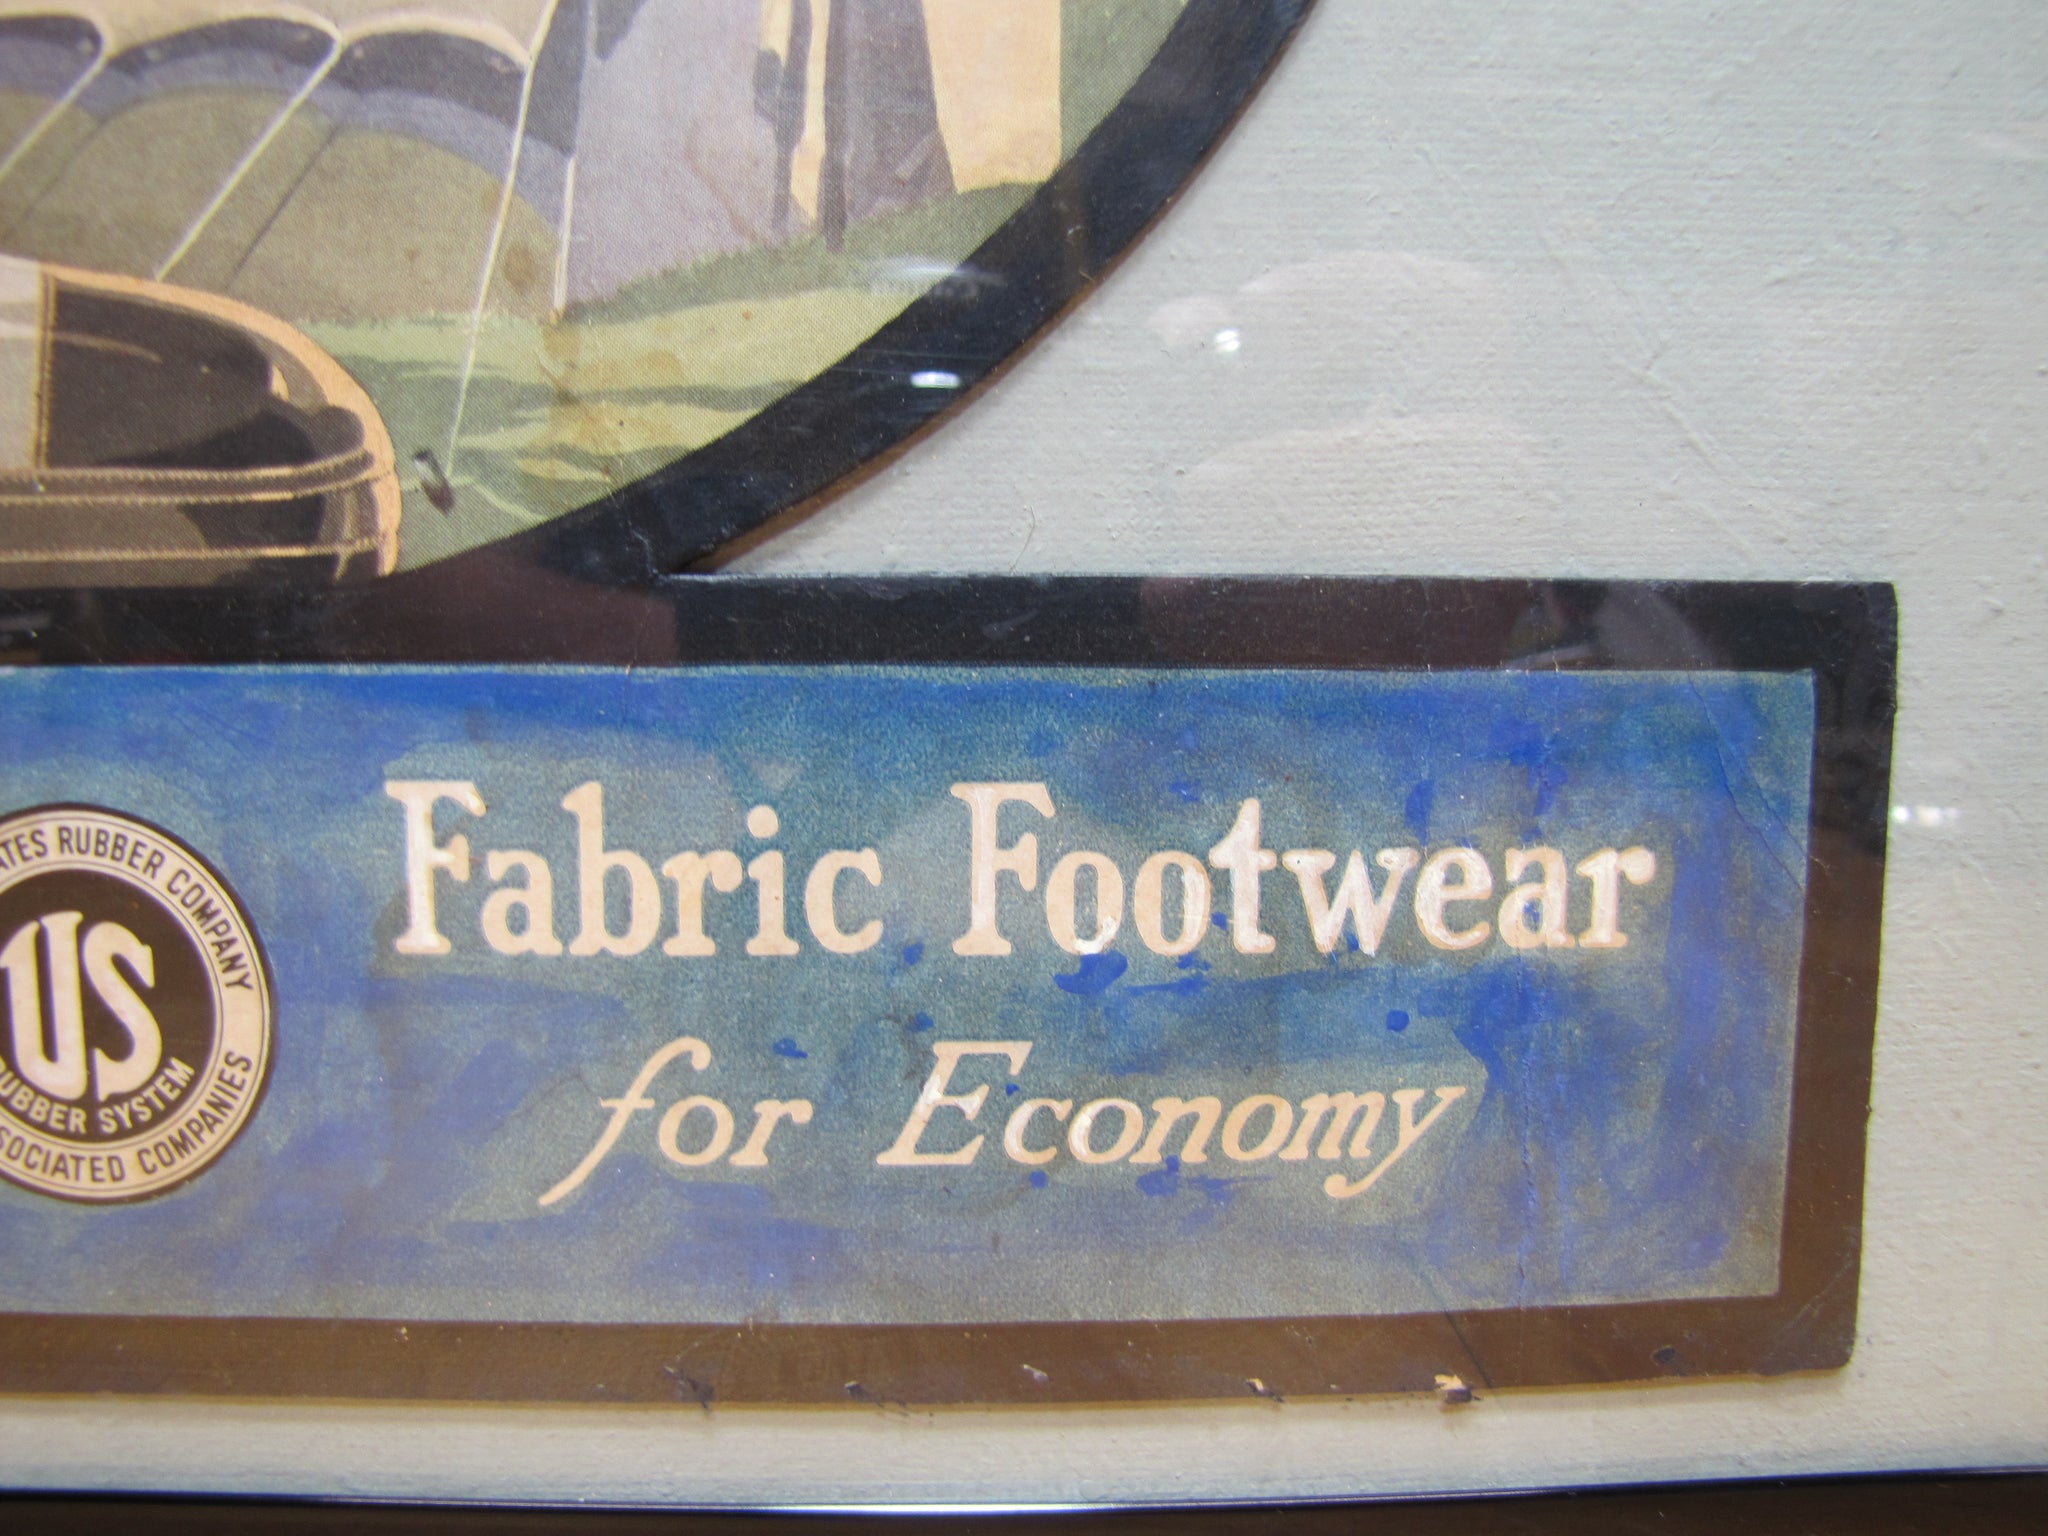 Fabric Footwear
for Economy
RUBBER COMPANY
US
RUBBER SYSTEM
COMPANIES